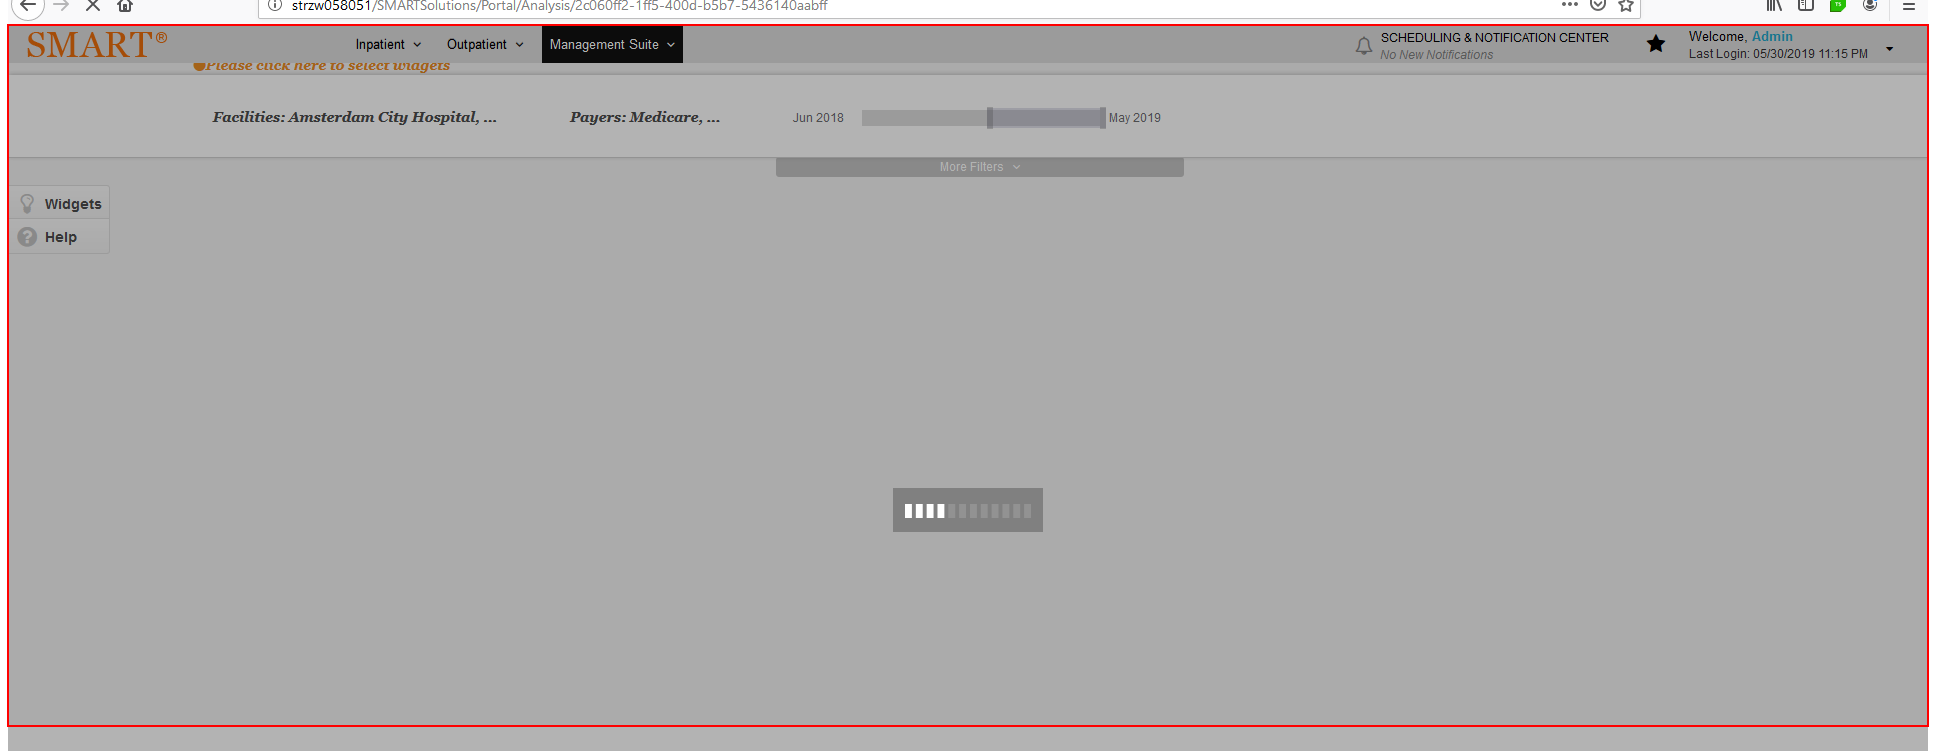 strzw058051/SMARTSolutions/Portal/Analysis/2c060ff2-1ff5-400d-b5b7-5436140aabff
SMART®
Inpatient
Outpatient
Management Suite
SCHEDULING & NOTIFICATION CENTER
No New Notifications
Welcome, Admin
Last Login: 05/30/2019 11:15 PM
Please click here to select widgets
Facilities: Amsterdam City Hospital, ...
Payers: Medicare, ...
Jun 2018
May 2019
More Filters
Widgets
Help